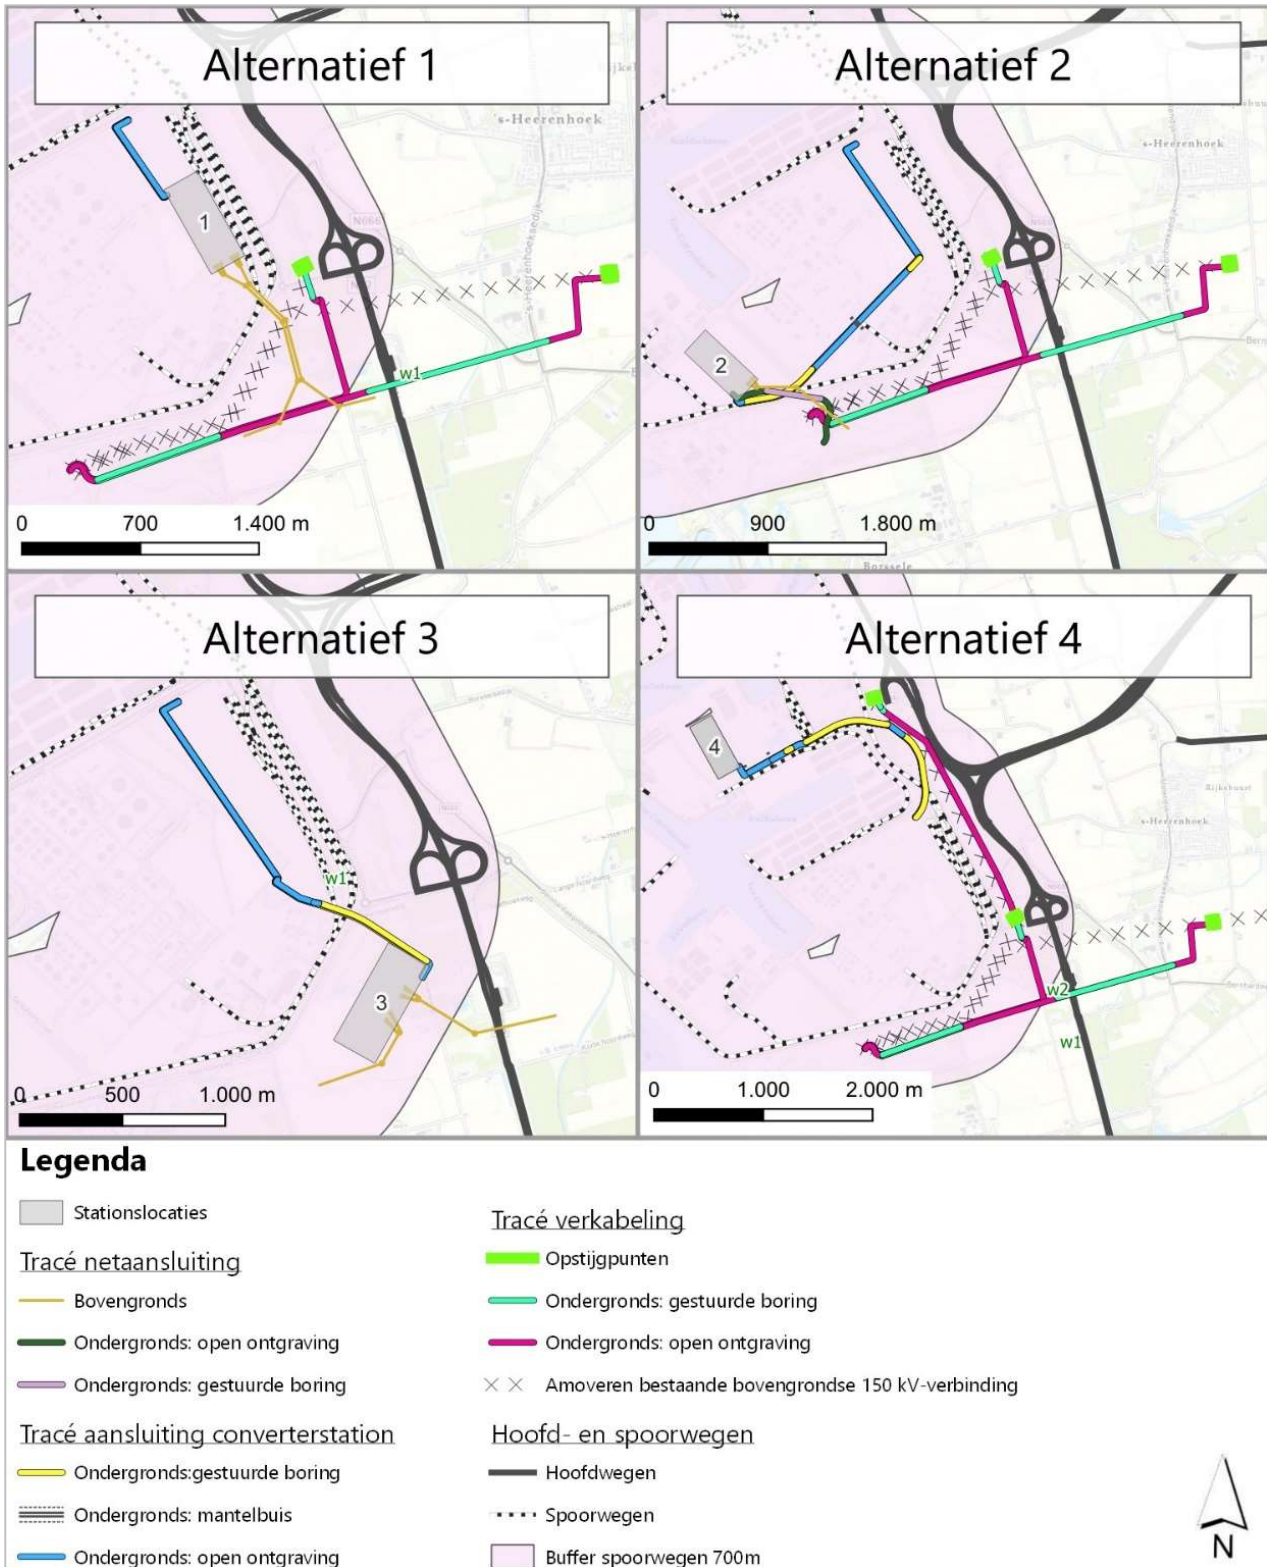 Alternatief 1
's-Heerenhoek
N666
's-Heerenhoeksedijk
1
w1
0 700 1.400 m
Alternatief 2
s-Heerenhoek
s-Heerenhoeksedijk
2
0 900 1.800 m
Borssele
Alternatief 3
w1
3
0 500 1.000 m
Alternatief 4
4
s-Heerenhoek
w2
w1
0 1.000 2.000 m
Legenda
Stationslocaties
Tracé netaansluiting
Bovengronds
Ondergronds: open ontgraving
Ondergronds: gestuurde boring
Tracé aansluiting converterstation
Ondergronds:gestuurde boring
Ondergronds: mantelbuis
Ondergronds: open ontgraving
Tracé verkabeling
Opstijgpunten
Ondergronds: gestuurde boring
Ondergronds: open ontgraving
Amoveren bestaande bovengrondse 150 kV-verbinding
Hoofd- en spoorwegen
Hoofdwegen
Spoorwegen
Buffer spoorwegen 700m
N